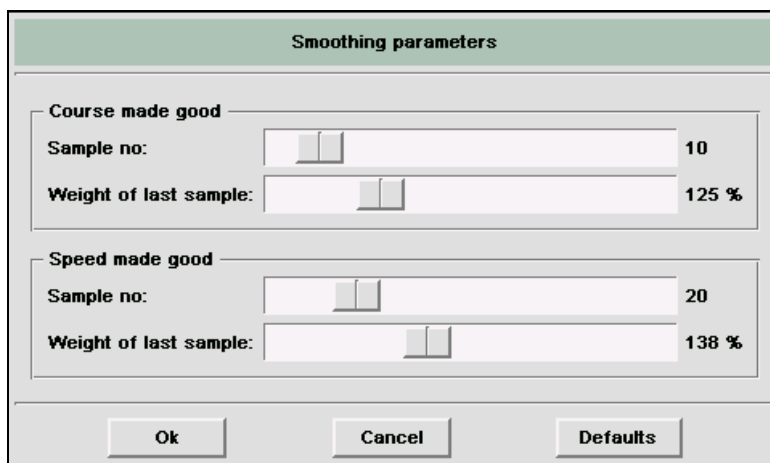 Smoothing parameters
Course made good
Sample no: 10
Weight of last sample: 125 %
Speed made good
Sample no: 20
Weight of last sample: 138 %
Ok Cancel Defaults